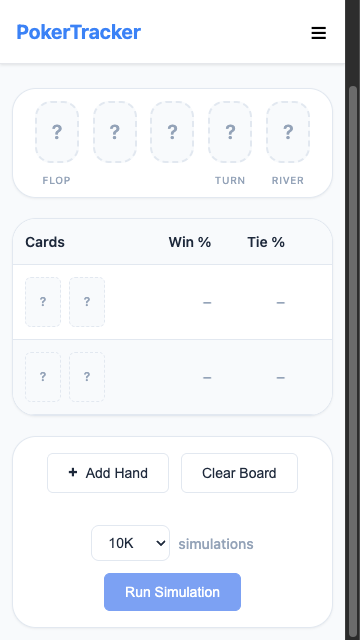 PokerTracker
? ? ? ? ?
FLOP TURN RIVER
Cards Win % Tie %
? ? – –
? ? – –
+ Add Hand Clear Board
10K simulations
Run Simulation